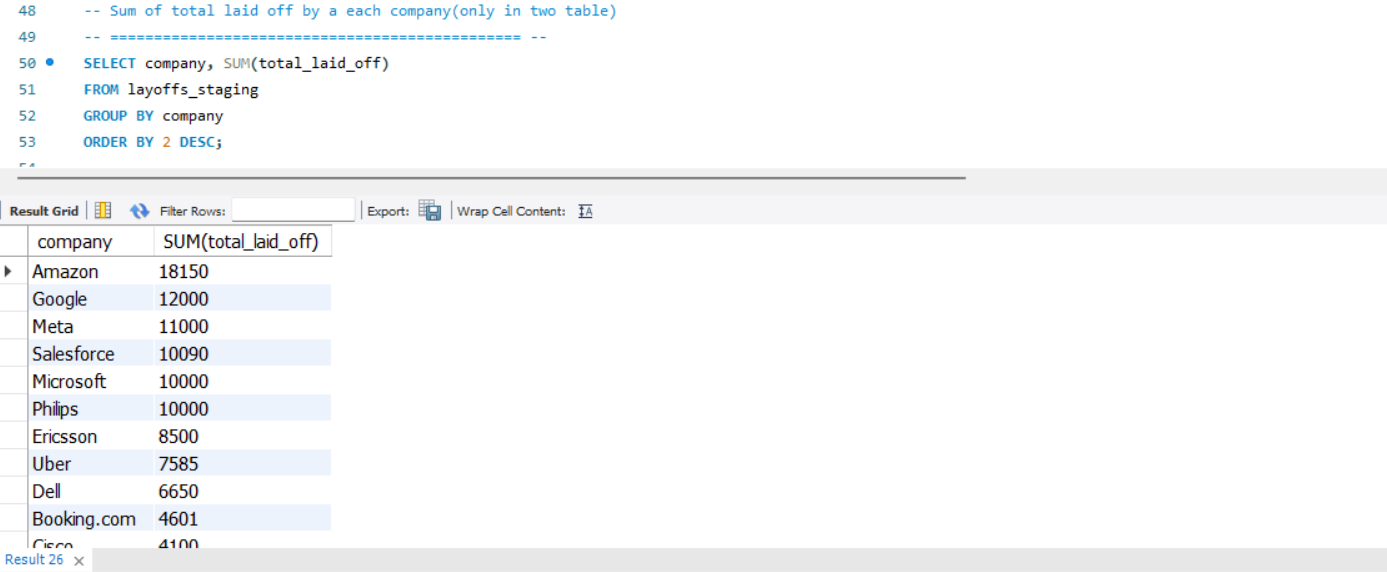 48 -- Sum of total laid off by a each company(only in two table)
49 -- =============================================== --
50 SELECT company, SUM(total_laid_off)
51 FROM layoffs_staging
52 GROUP BY company
53 ORDER BY 2 DESC;
Result Grid Filter Rows: Export: Wrap Cell Content: IA
company SUM(total_laid_off)
Amazon 18150
Google 12000
Meta 11000
Salesforce 10090
Microsoft 10000
Philips 10000
Ericsson 8500
Uber 7585
Dell 6650
Booking.com 4601
Cisco 4100
Result 26 ×